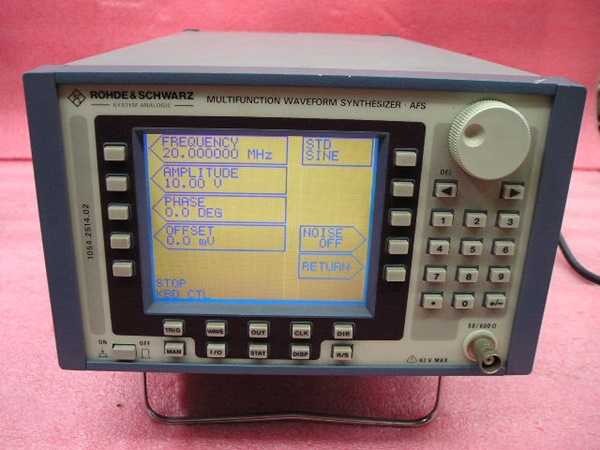 ROHDE & SCHWARZ
SYSTEM ANALOGIC
MULTIFUNCTION WAVEFORM SYNTHESIZER · AFS
1054.2614.02
FREQUENCY
20.000000 MHz
STD
SINE
AMPLITUDE
10.00 V
PHASE
0.0 DEG
OFFSET
0.0 mV
NOISE
OFF
RETURN
STOP
KBD CTL
DEL
1 2 3
4 5 6
7 8 9
• 0 +/-
TRIG WAVE OUT CLK DIR
MAN I/O STAT DISP R/S
ON OFF
50/600 Ω
42 V MAX